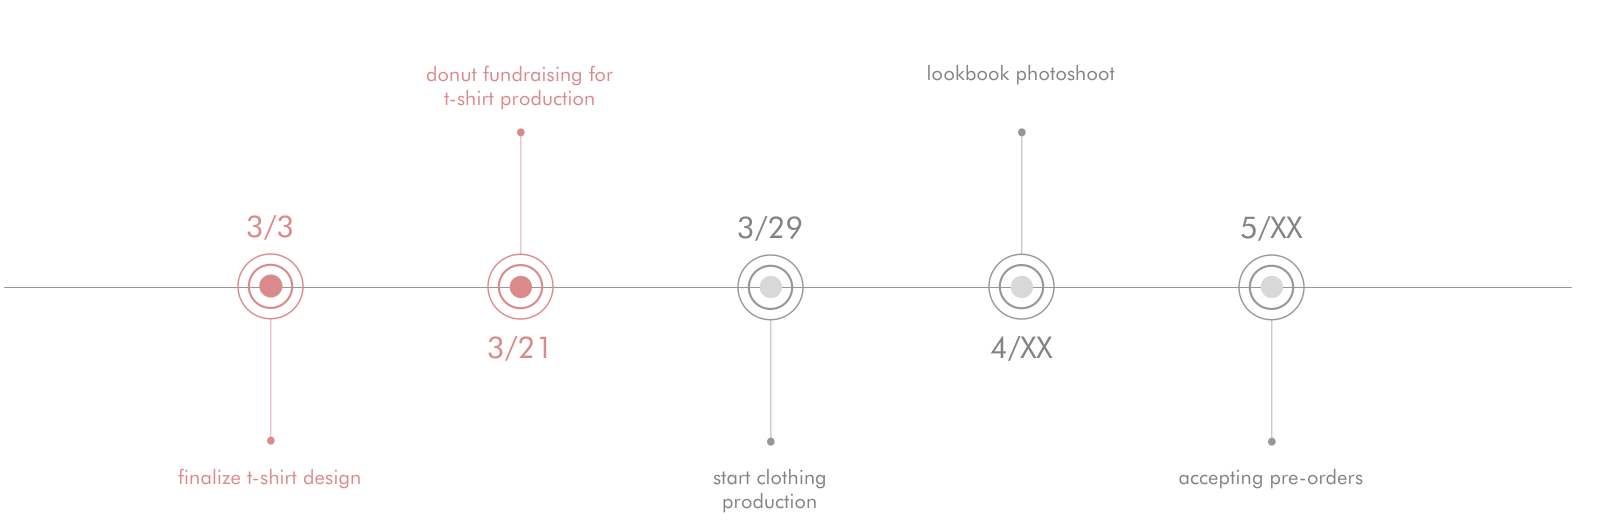 3/3
finalize t-shirt design
donut fundraising for
t-shirt production
3/21
3/29
start clothing
production
lookbook photoshoot
4/XX
5/XX
accepting pre-orders